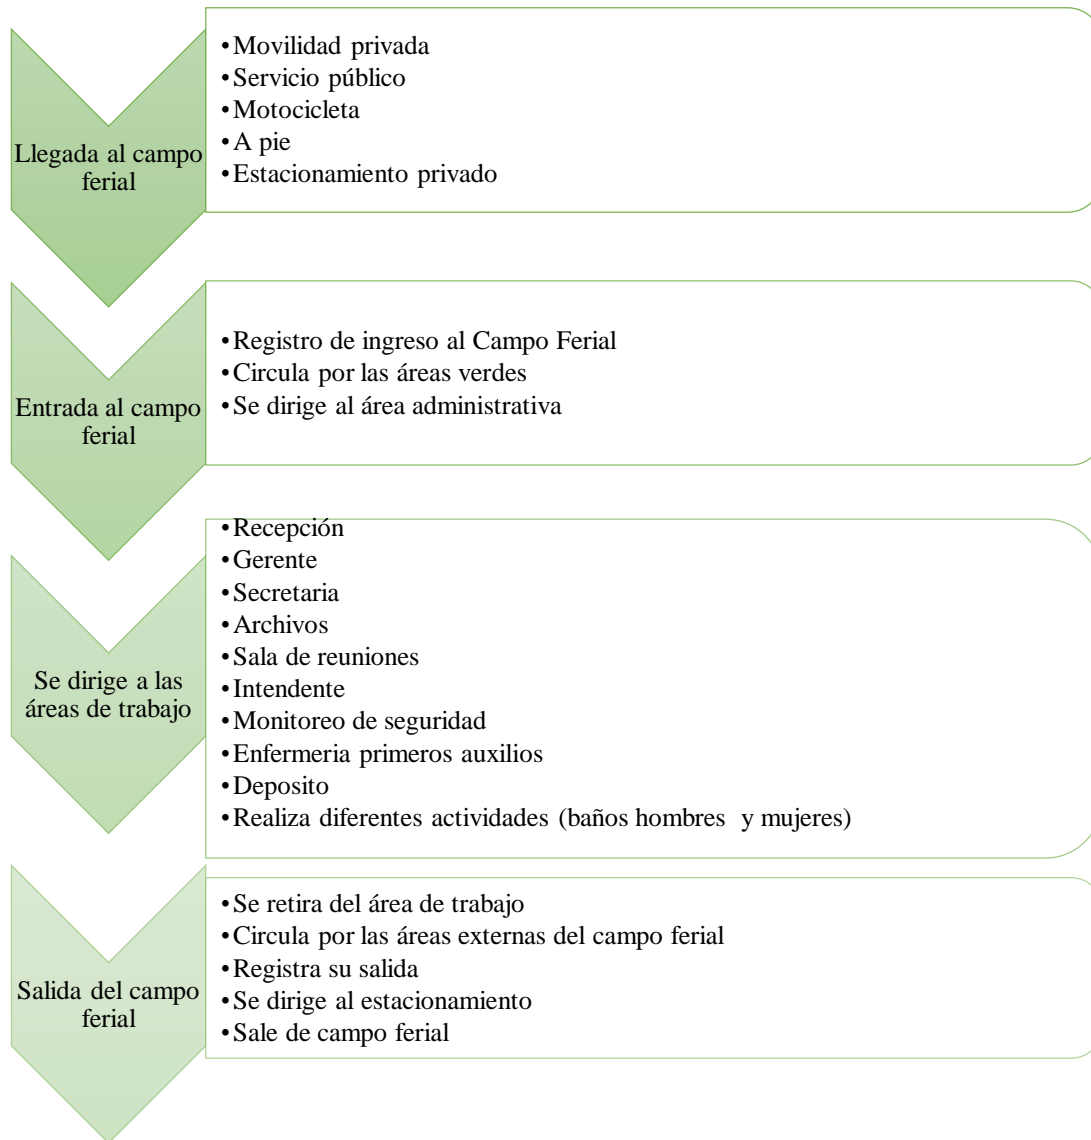 Llegada al campo
ferial
•Movilidad privada
•Servicio público
•Motocicleta
•A pie
•Estacionamiento privado
Entrada al campo
ferial
•Registro de ingreso al Campo Ferial
•Circula por las áreas verdes
•Se dirige al área administrativa
Se dirige a las
áreas de trabajo
•Recepción
•Gerente
•Secretaria
•Archivos
•Sala de reuniones
•Intendente
•Monitoreo de seguridad
•Enfermeria primeros auxilios
•Deposito
•Realiza diferentes actividades (baños hombres y mujeres)
Salida del campo
ferial
•Se retira del área de trabajo
•Circula por las áreas externas del campo ferial
•Registra su salida
•Se dirige al estacionamiento
•Sale de campo ferial